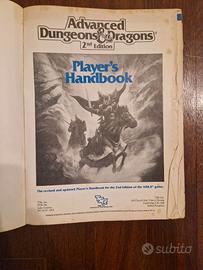 Advanced
Dungeons & Dragons
2nd Edition
Player's
Handbook
The revised and updated Player's Handbook for the 2nd Edition of the AD&D® game.
TSR
subito